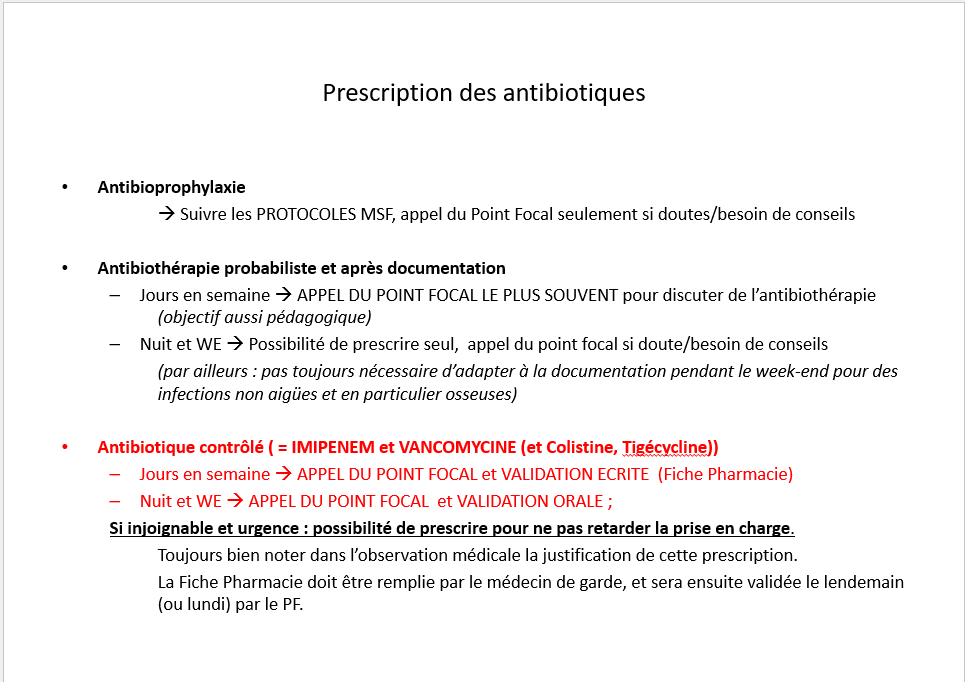 Prescription des antibiotiques
• Antibioprophylaxie
→ Suivre les PROTOCOLES MSF, appel du Point Focal seulement si doutes/besoin de conseils
• Antibiothérapie probabiliste et après documentation
– Jours en semaine → APPEL DU POINT FOCAL LE PLUS SOUVENT pour discuter de l’antibiothérapie
(objectif aussi pédagogique)
– Nuit et WE → Possibilité de prescrire seul, appel du point focal si doute/besoin de conseils
(par ailleurs : pas toujours nécessaire d’adapter à la documentation pendant le week-end pour des
infections non aigües et en particulier osseuses)
• Antibiotique contrôlé ( = IMIPENEM et VANCOMYCINE (et Colistine, Tigécycline))
– Jours en semaine → APPEL DU POINT FOCAL et VALIDATION ECRITE (Fiche Pharmacie)
– Nuit et WE → APPEL DU POINT FOCAL et VALIDATION ORALE ;
Si injoignable et urgence : possibilité de prescrire pour ne pas retarder la prise en charge.
Toujours bien noter dans l’observation médicale la justification de cette prescription.
La Fiche Pharmacie doit être remplie par le médecin de garde, et sera ensuite validée le lendemain
(ou lundi) par le PF.